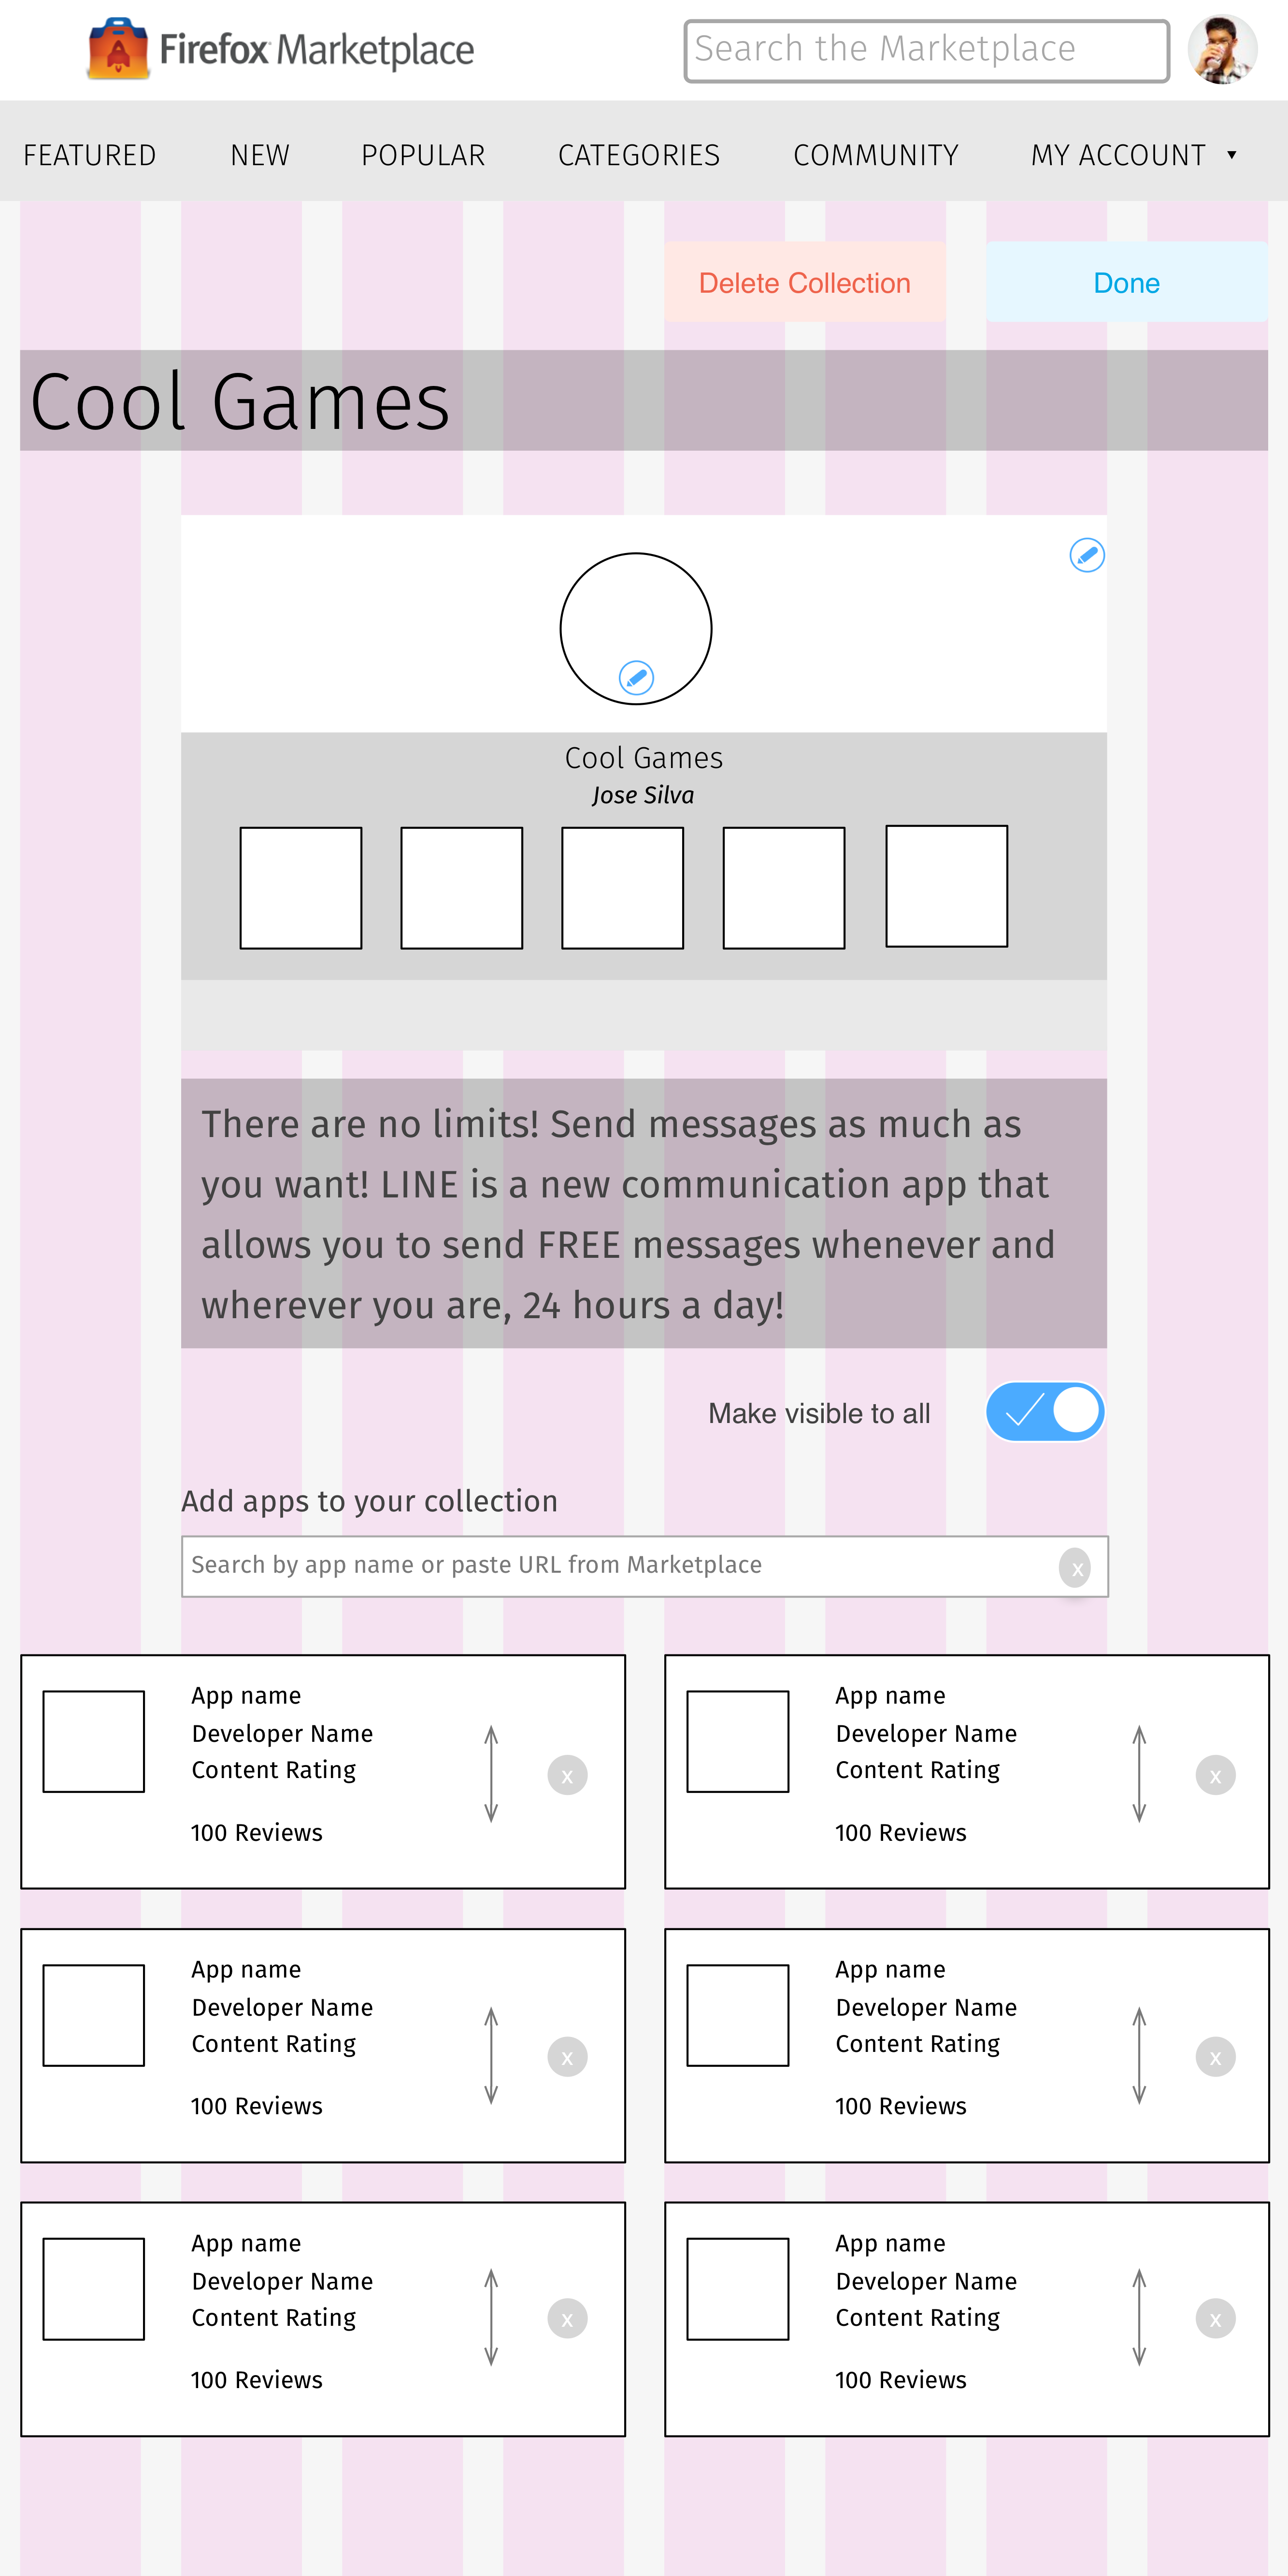 Firefox Marketplace
Search the Marketplace
FEATURED NEW POPULAR CATEGORIES COMMUNITY MY ACCOUNT
Delete Collection Done
Cool Games
Cool Games
Jose Silva
There are no limits! Send messages as much as
you want! LINE is a new communication app that
allows you to send FREE messages whenever and
wherever you are, 24 hours a day!
Make visible to all
Add apps to your collection
Search by app name or paste URL from Marketplace x
App name
Developer Name
Content Rating
x
100 Reviews
App name
Developer Name
Content Rating
x
100 Reviews
App name
Developer Name
Content Rating
x
100 Reviews
App name
Developer Name
Content Rating
x
100 Reviews
App name
Developer Name
Content Rating
x
100 Reviews
App name
Developer Name
Content Rating
x
100 Reviews